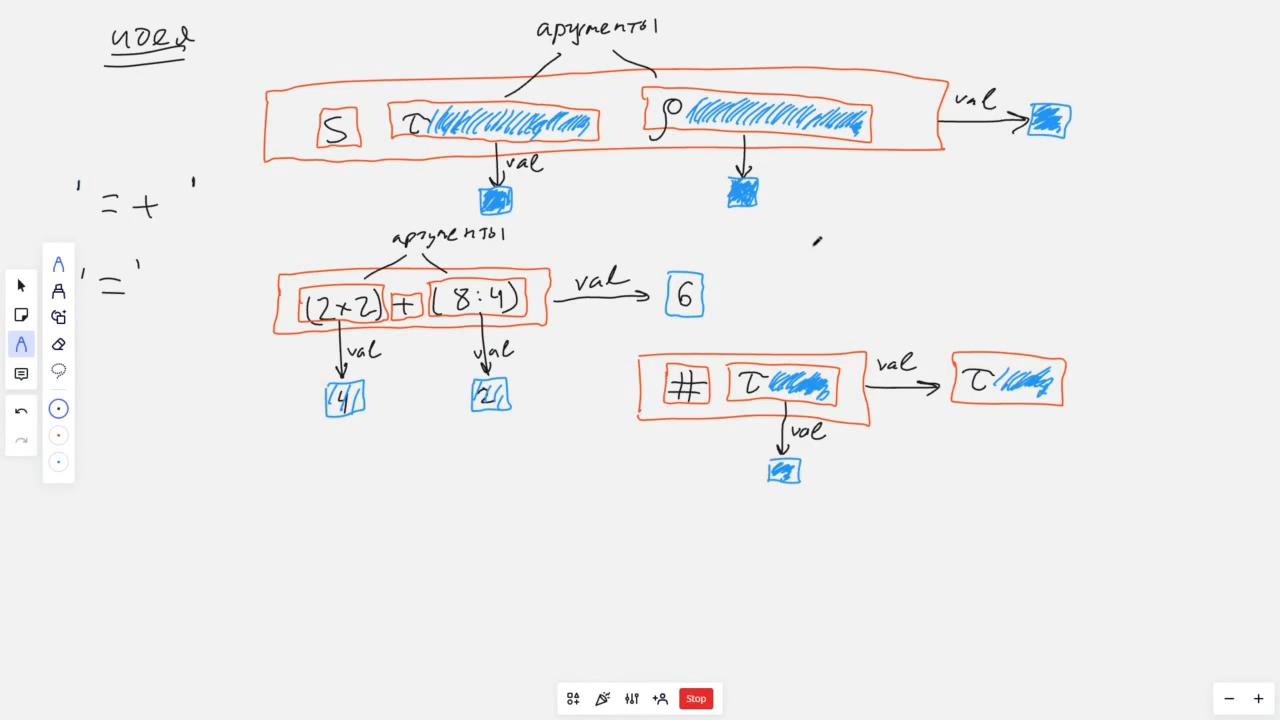 идея
аргументы
S τ ρ val
val
' = + '
аргументы
' = '
(2×2) + (8:4) val 6
val val
4 2
# τ val τ
val
Stop